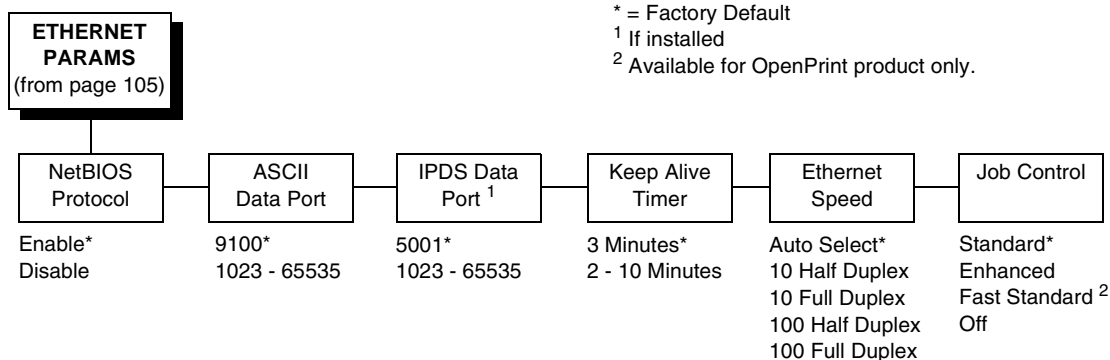 * = Factory Default
1 If installed
2 Available for OpenPrint product only.
ETHERNET
PARAMS
(from page 105)
NetBIOS
Protocol
Enable*
Disable
ASCII
Data Port
9100*
1023 - 65535
IPDS Data
Port 1
5001*
1023 - 65535
Keep Alive
Timer
3 Minutes*
2 - 10 Minutes
Ethernet
Speed
Auto Select*
10 Half Duplex
10 Full Duplex
100 Half Duplex
100 Full Duplex
Job Control
Standard*
Enhanced
Fast Standard 2
Off